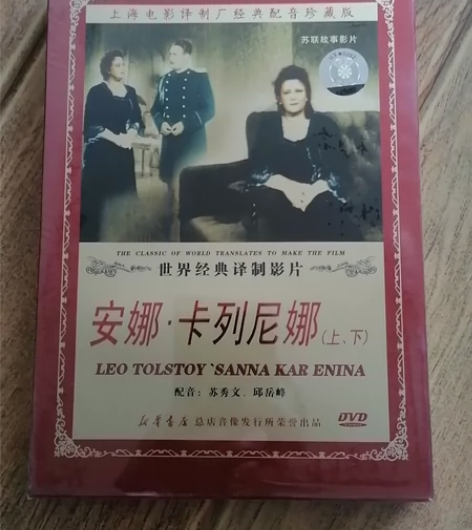 上海电影译制厂经典配音珍藏版
苏联故事影片
THE CLASSIC OF WORLD TRANSLATES TO MAKE THE FILM
世界经典译制影片
安娜·卡列尼娜(上、下)
LEO TOLSTOY `SANNA KAR ENINA
配音：苏秀文、邱岳峰
新华书店总店音像发行所荣誉出品
DVD